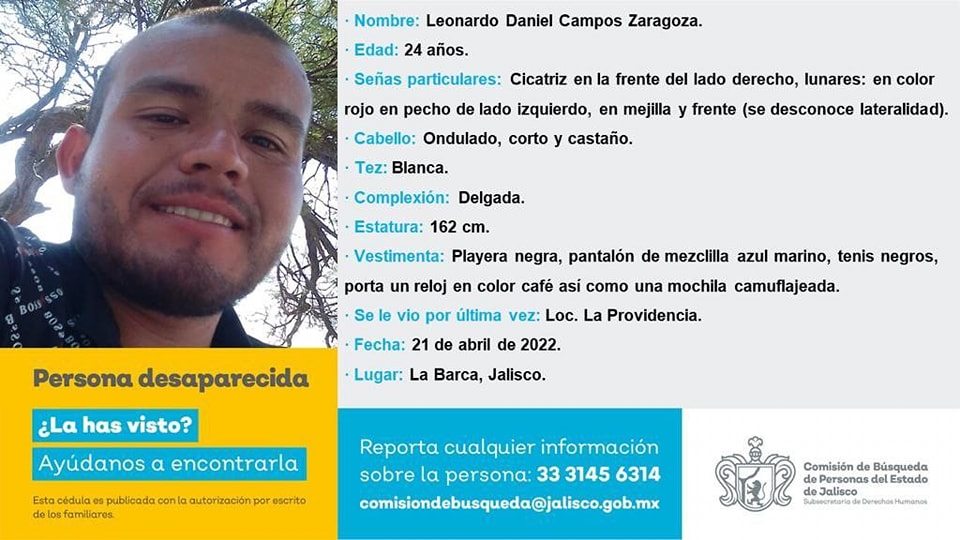 · Nombre: Leonardo Daniel Campos Zaragoza.
· Edad: 24 años.
· Señas particulares: Cicatriz en la frente del lado derecho, lunares: en color
rojo en pecho de lado izquierdo, en mejilla y frente (se desconoce lateralidad).
· Cabello: Ondulado, corto y castaño.
· Tez: Blanca.
· Complexión: Delgada.
· Estatura: 162 cm.
· Vestimenta: Playera negra, pantalón de mezclilla azul marino, tenis negros,
porta un reloj en color café así como una mochila camuflajeada.
· Se le vio por última vez: Loc. La Providencia.
· Fecha: 21 de abril de 2022.
· Lugar: La Barca, Jalisco.
Persona desaparecida
¿La has visto?
Ayúdanos a encontrarla
Esta cédula es publicada con la autorización por escrito
de los familiares.
Reporta cualquier información
sobre la persona: 33 3145 6314
comisiondebusqueda@jalisco.gob.mx
Comisión de Búsqueda
de Personas del Estado
de Jalisco
Subsecretaría de Derechos Humanos